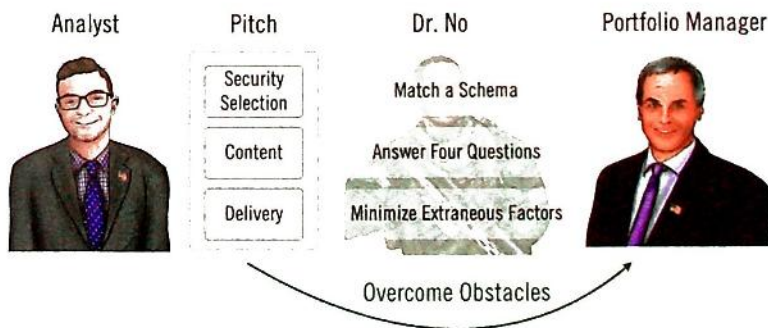 Analyst
Pitch
Dr. No
Portfolio Manager
Security
Selection
Content
Delivery
Match a Schema
Answer Four Questions
Minimize Extraneous Factors
Overcome Obstacles